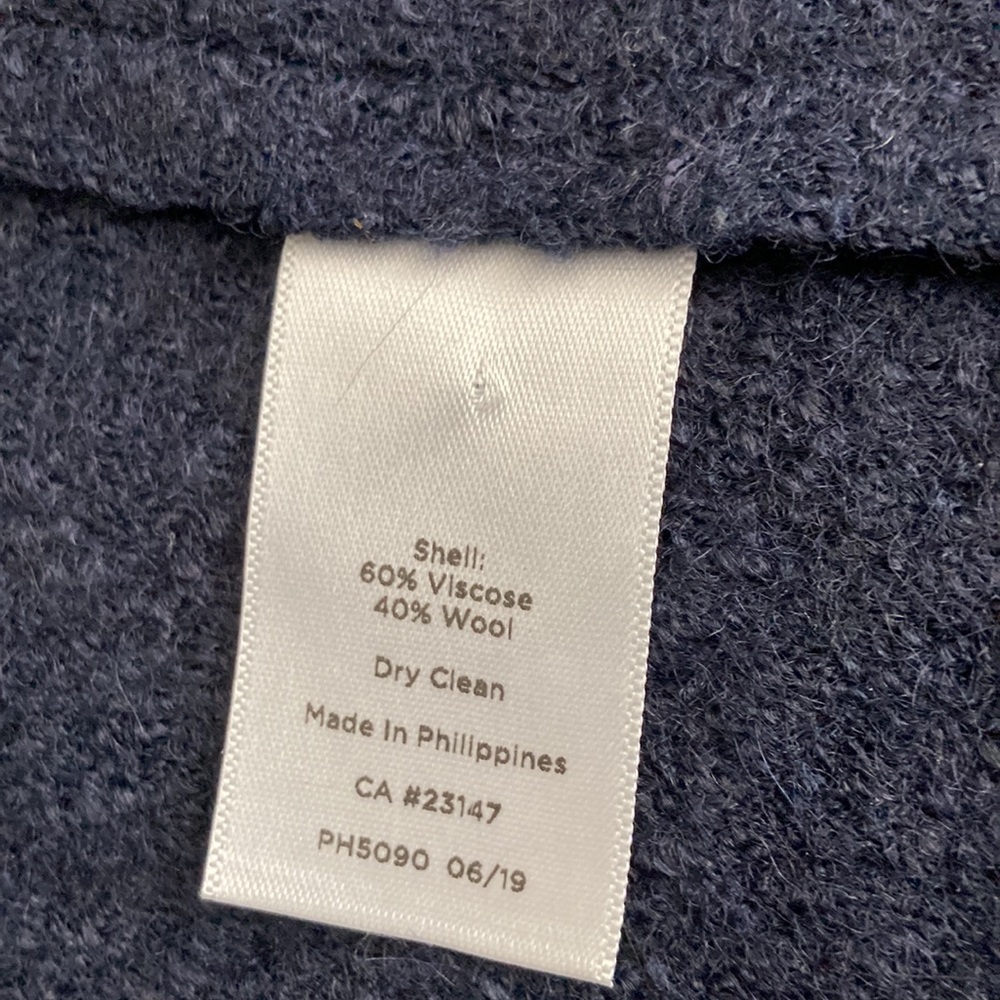 Shell:
60% Viscose
40% Wool
Dry Clean
Made In Philippines
CA #23147
PH5090 06/19